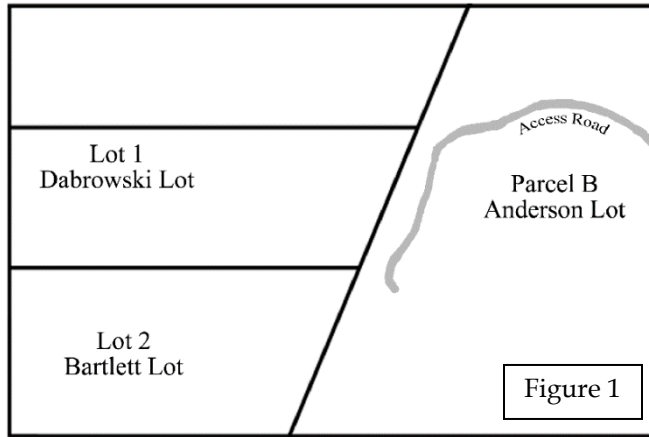 Access Road
Lot 1
Dabrowski Lot
Parcel B
Anderson Lot
Lot 2
Bartlett Lot
Figure 1